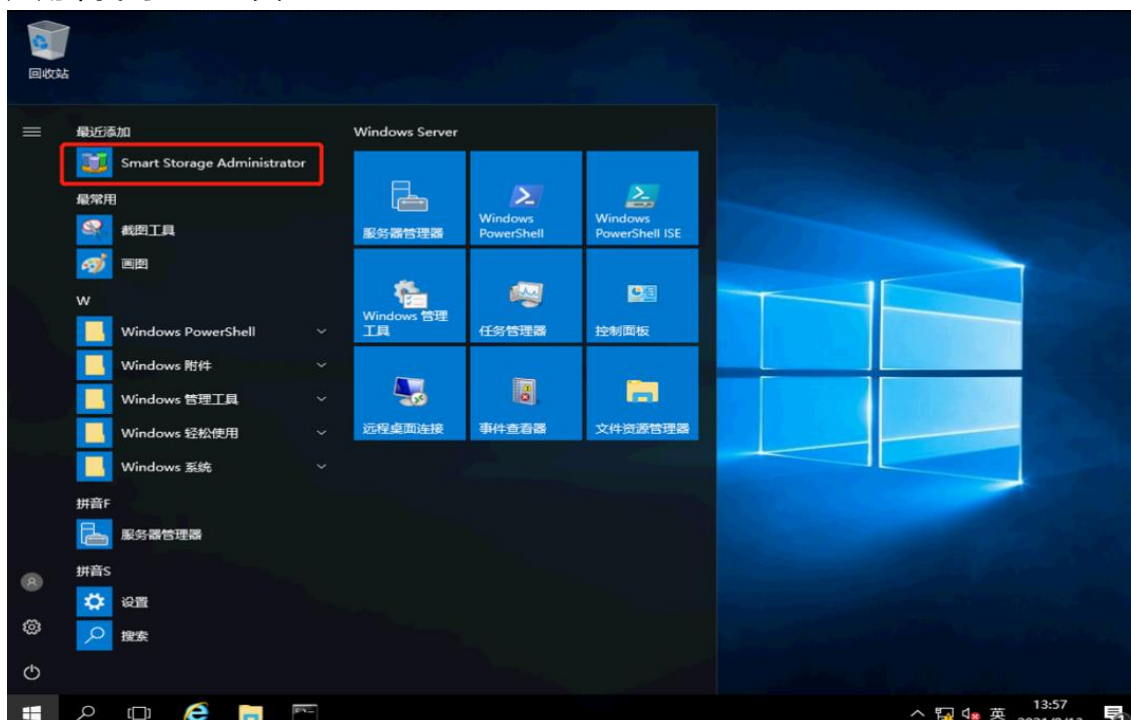 回收站
最近添加
Smart Storage Administrator
最常用
截图工具
画图
W
Windows PowerShell
Windows 附件
Windows 管理工具
Windows 轻松使用
Windows 系统
拼音F
服务器管理器
拼音S
设置
搜索
Windows Server
服务器管理器
Windows
PowerShell
Windows
PowerShell ISE
Windows 管理
工具
任务管理器
控制面板
远程桌面连接
事件查看器
文件资源管理器
英
13:57